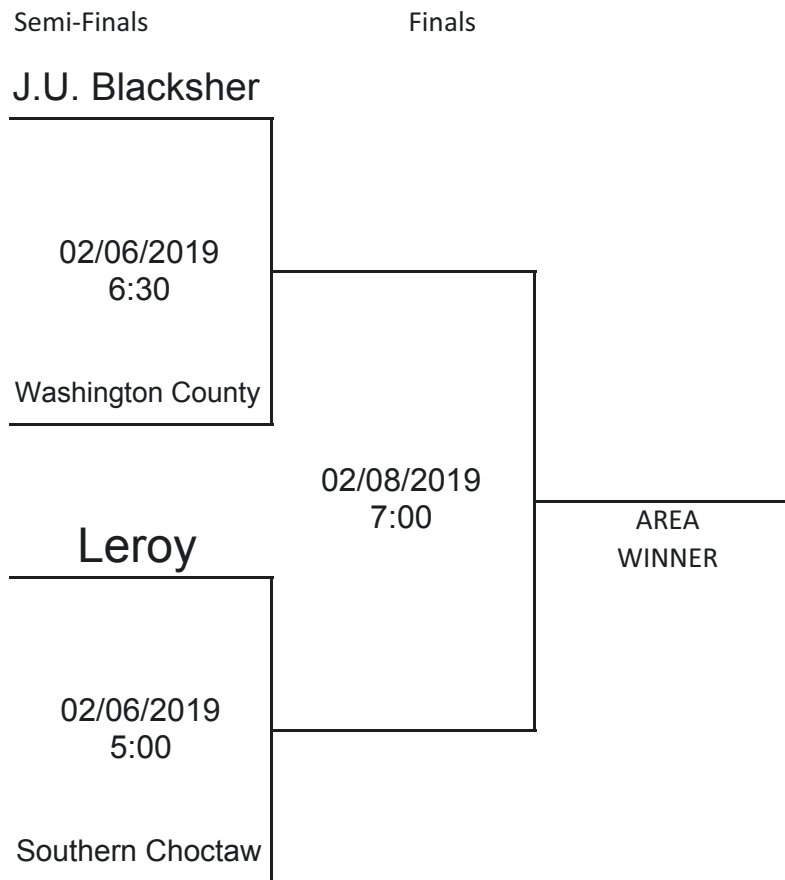 Semi-Finals
Finals
J.U. Blacksher
02/06/2019
6:30
Washington County
02/08/2019
7:00
AREA
WINNER
Leroy
02/06/2019
5:00
Southern Choctaw